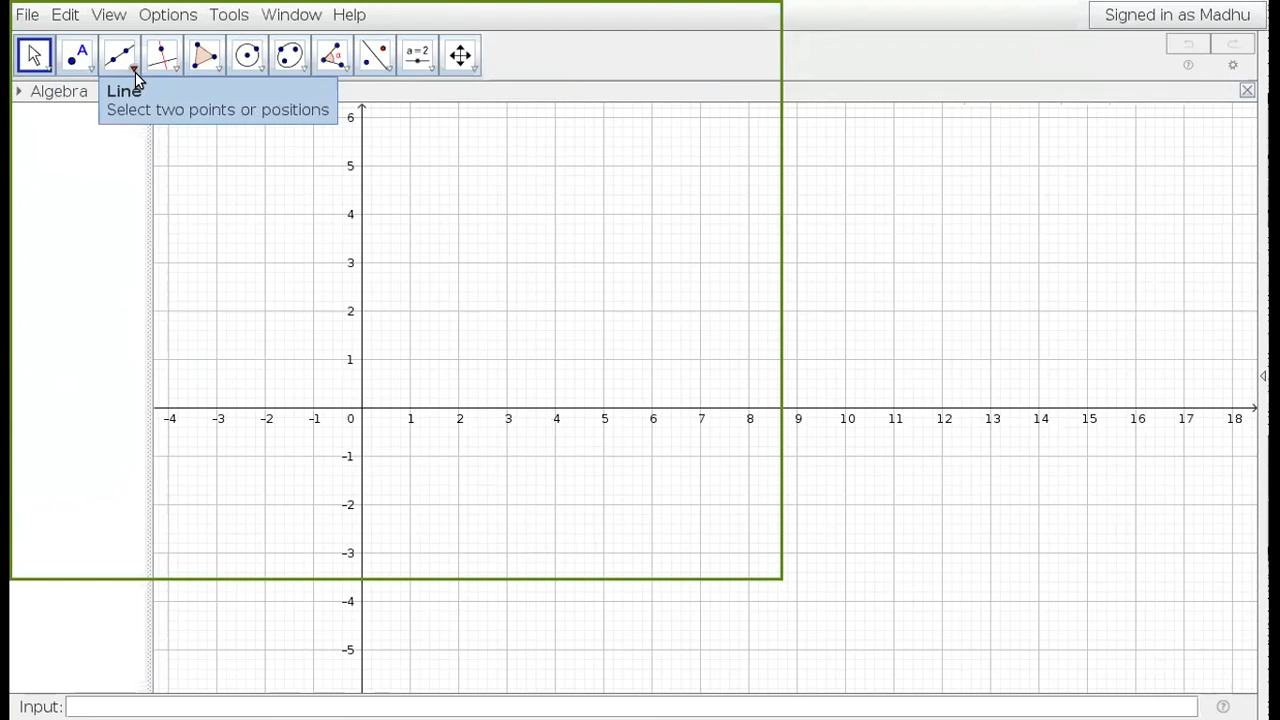 File Edit View Options Tools Window Help
Signed in as Madhu
A α a=2
Algebra
Line
Select two points or positions
6
5
4
3
2
1
-4 -3 -2 -1 0 1 2 3 4 5 6 7 8 9 10 11 12 13 14 15 16 17 18
-1
-2
-3
-4
-5
Input: